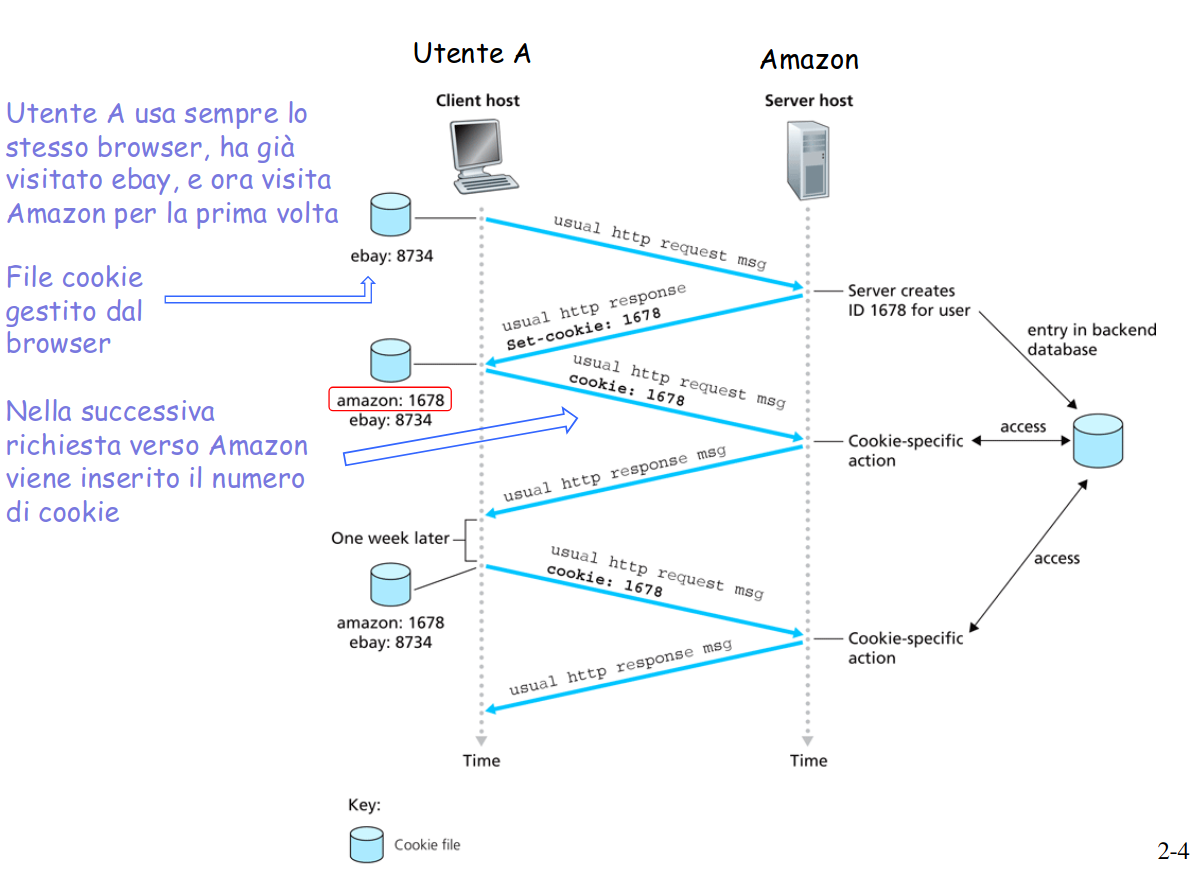 Utente A
Amazon
Client host
Server host
Utente A usa sempre lo
stesso browser, ha già
visitato ebay, e ora visita
Amazon per la prima volta
usual http request msg
ebay: 8734
File cookie
gestito dal
browser
Server creates
ID 1678 for user
usual http response
Set-cookie: 1678
entry in backend
database
usual http request msg
cookie: 1678
amazon: 1678
ebay: 8734
Nella successiva
richiesta verso Amazon
viene inserito il numero
di cookie
Cookie-specific
action
access
usual http response msg
One week later
usual http request msg
cookie: 1678
access
amazon: 1678
ebay: 8734
Cookie-specific
action
usual http response msg
Time
Time
Key:
Cookie file
2-4